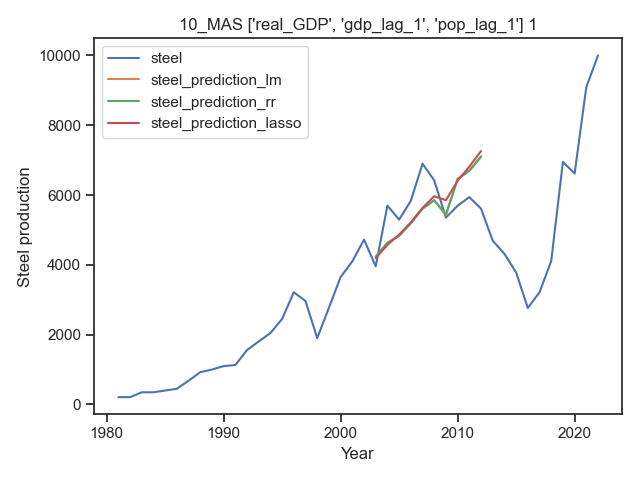 10_MAS ['real_GDP', 'gdp_lag_1', 'pop_lag_1'] 1
steel
steel_prediction_lm
steel_prediction_rr
steel_prediction_lasso
10000
8000
6000
4000
2000
0
Steel production
1980
1990
2000
2010
2020
Year